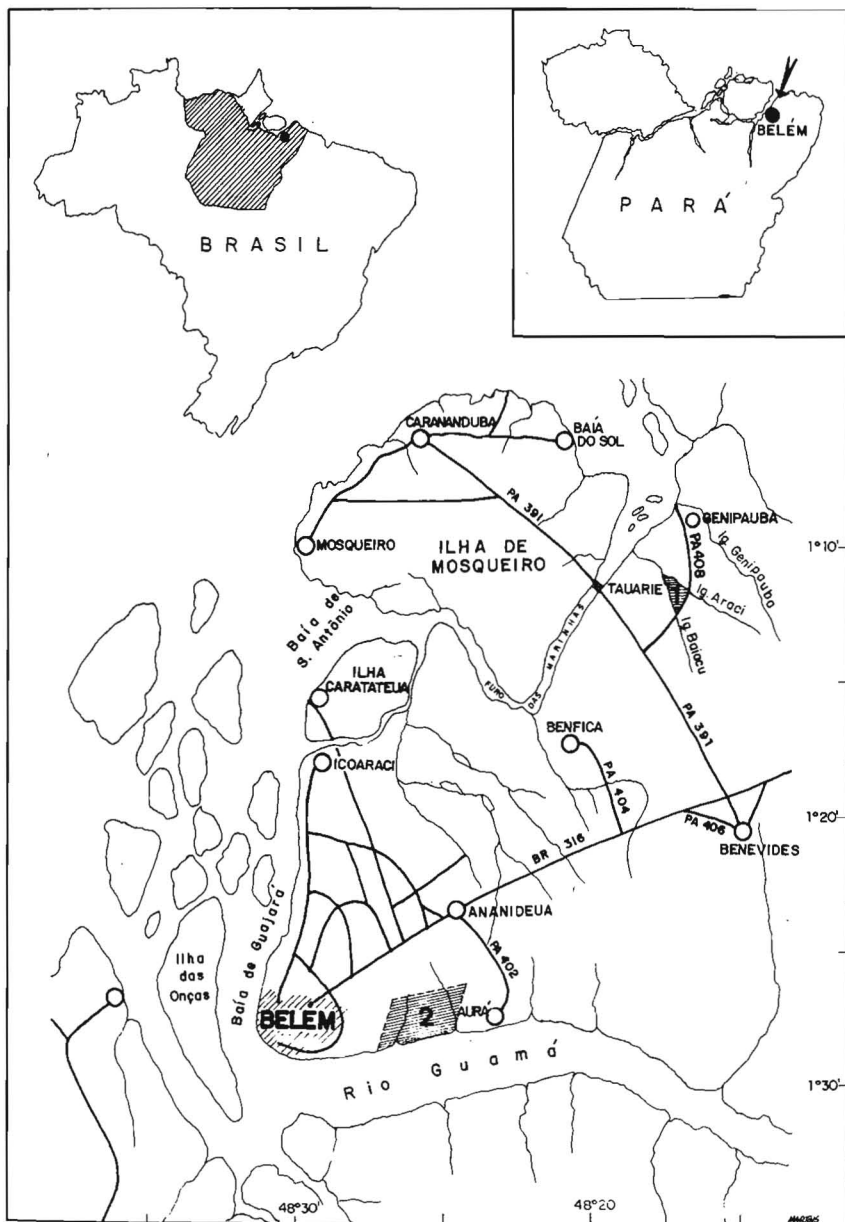 BRASIL
BELÉM
PARÁ
CARANANDUBA
BAÍA
DO SOL
PA 391
GENIPAUBA
MOSQUEIRO
ILHA DE
MOSQUEIRO
PA 408
Ig. Genipauba
1°10'
TAUARIE
1
Ig. Araci
Baía de
S. Antônio
Ig. Baiacu
FURO DAS MARINHAS
ILHA
CARATATEUA
BENFICA
PA 391
ICOARACI
PA 404
1°20'
PA 406
BR 316
BENEVIDES
Baía de Guajará
ANANIDEUA
Ilha
das
Onças
PA 402
BELÉM
2
AURÁ
Rio Guamá
1°30'
48°30'
48°20'